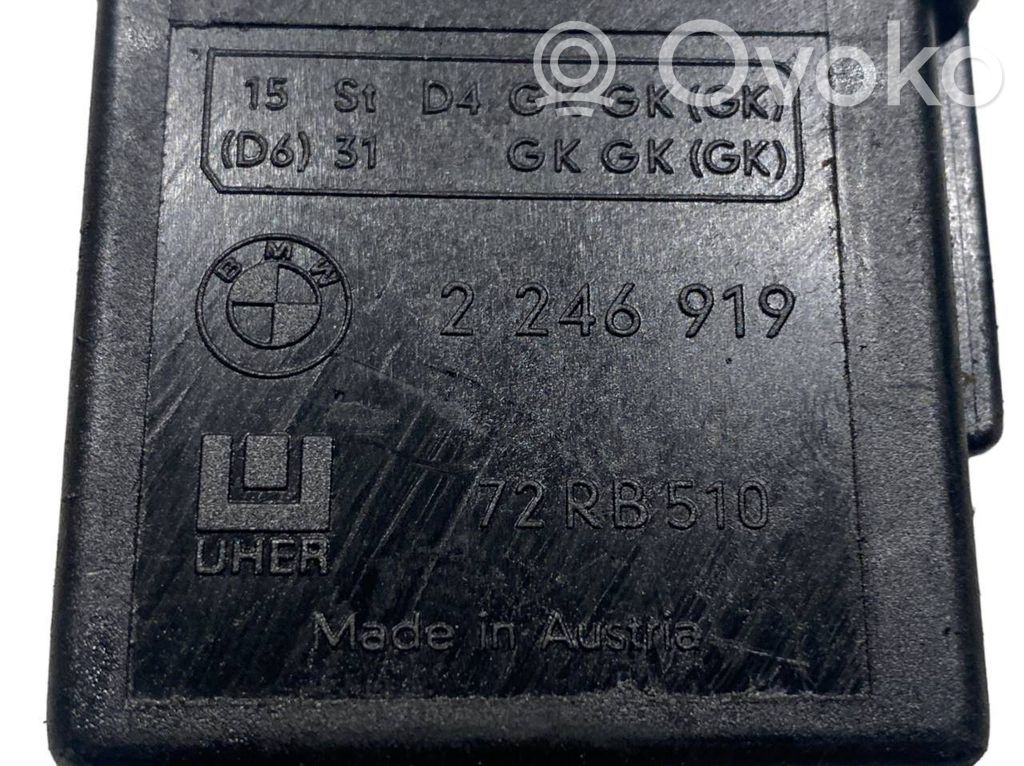 Ovoko
15 St D4 GK GK (GK)
(D6) 31 GK GK (GK)
BMW 2 246 919
72 RB 510
UHER
Made in Austria